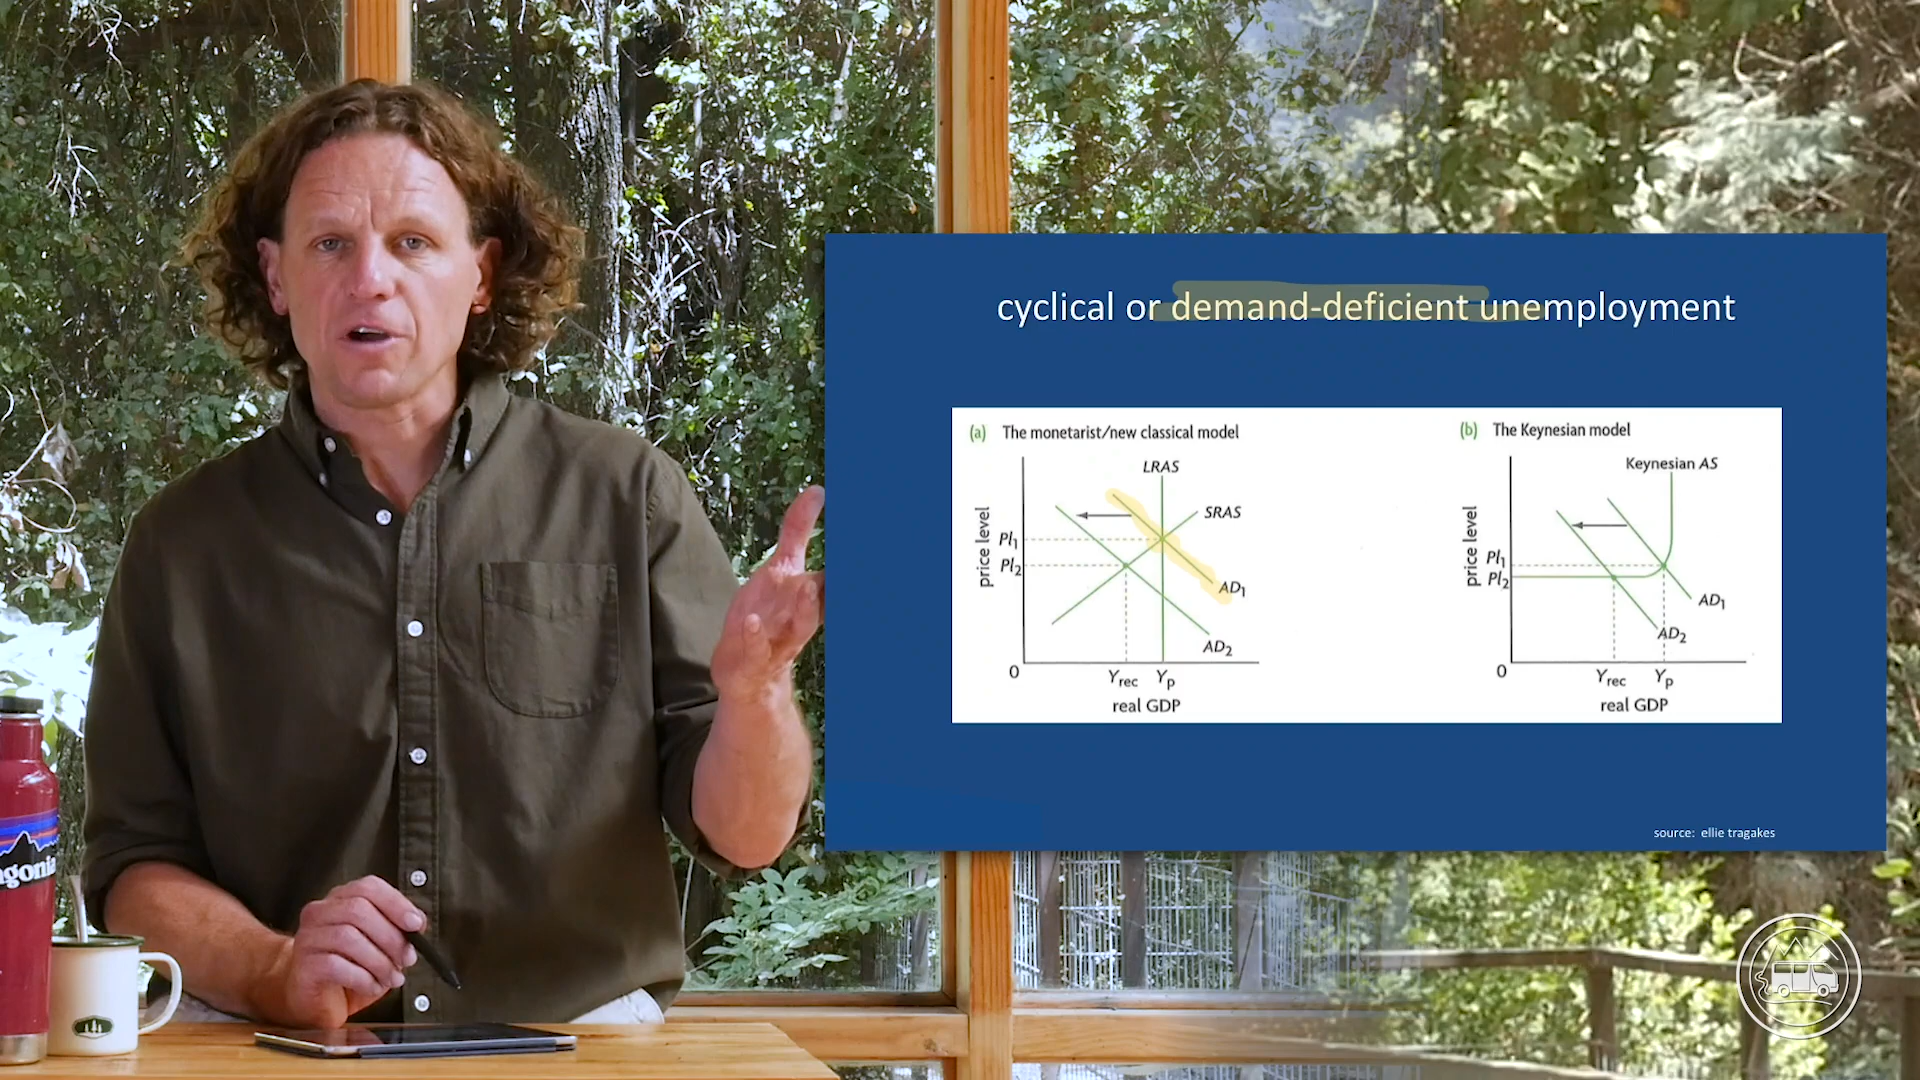 cyclical or demand-deficient unemployment
(a) The monetarist/new classical model
LRAS
SRAS
price level
Pl1
Pl2
AD1
AD2
0
Yrec Yp
real GDP
(b) The Keynesian model
Keynesian AS
price level
Pl1
Pl2
AD1
AD2
0
Yrec Yp
real GDP
source: ellie tragakes
agonia